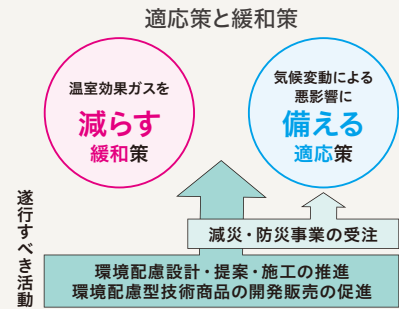 適応策と緩和策
温室効果ガスを
減らす
緩和策
気候変動による
悪影響に
備える
適応策
遂行すべき活動
減災・防災事業の受注
環境配慮設計・提案・施工の推進
環境配慮型技術商品の開発販売の促進